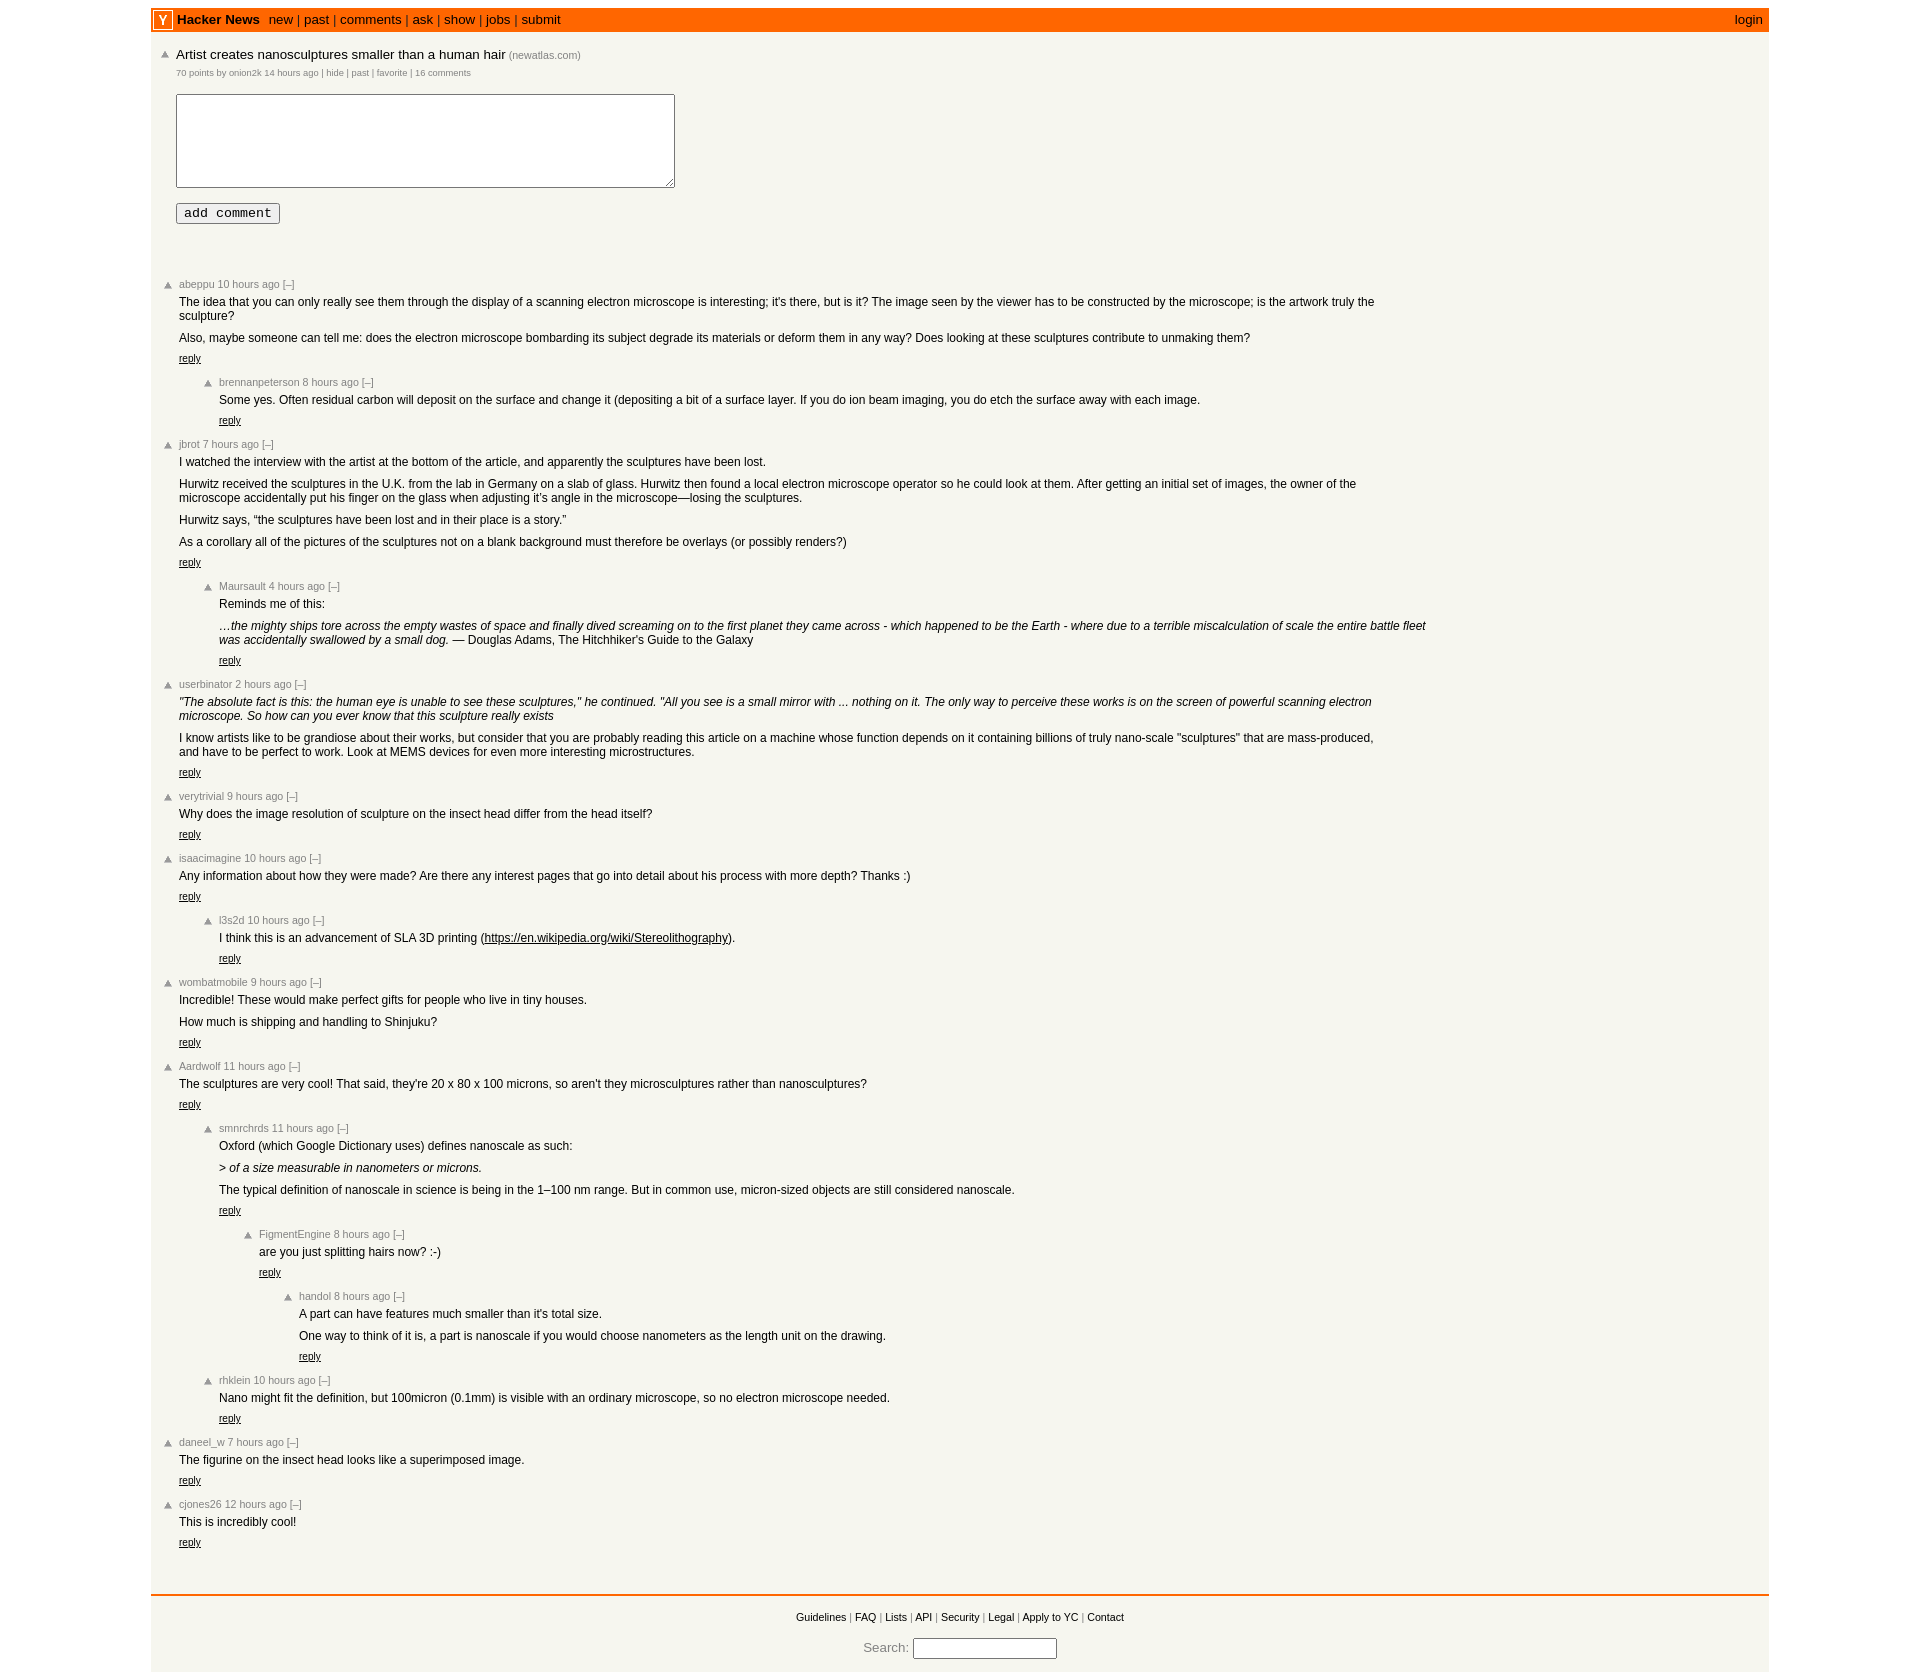 Y Hacker News new | past | comments | ask | show | jobs | submit login
Artist creates nanosculptures smaller than a human hair (newatlas.com)
70 points by onion2k 14 hours ago | hide | past | favorite | 16 comments
add comment
abeppu 10 hours ago [–]
The idea that you can only really see them through the display of a scanning electron microscope is interesting; it's there, but is it? The image seen by the viewer has to be constructed by the microscope; is the artwork truly the
sculpture?
Also, maybe someone can tell me: does the electron microscope bombarding its subject degrade its materials or deform them in any way? Does looking at these sculptures contribute to unmaking them?
reply
brennanpeterson 8 hours ago [–]
Some yes. Often residual carbon will deposit on the surface and change it (depositing a bit of a surface layer. If you do ion beam imaging, you do etch the surface away with each image.
reply
jbrot 7 hours ago [–]
I watched the interview with the artist at the bottom of the article, and apparently the sculptures have been lost.
Hurwitz received the sculptures in the U.K. from the lab in Germany on a slab of glass. Hurwitz then found a local electron microscope operator so he could look at them. After getting an initial set of images, the owner of the
microscope accidentally put his finger on the glass when adjusting it's angle in the microscope—losing the sculptures.
Hurwitz says, “the sculptures have been lost and in their place is a story.”
As a corollary all of the pictures of the sculptures not on a blank background must therefore be overlays (or possibly renders?)
reply
Maursault 4 hours ago [–]
Reminds me of this:
…the mighty ships tore across the empty wastes of space and finally dived screaming on to the first planet they came across - which happened to be the Earth - where due to a terrible miscalculation of scale the entire battle fleet
was accidentally swallowed by a small dog. — Douglas Adams, The Hitchhiker's Guide to the Galaxy
reply
userbinator 2 hours ago [–]
"The absolute fact is this: the human eye is unable to see these sculptures," he continued. "All you see is a small mirror with ... nothing on it. The only way to perceive these works is on the screen of powerful scanning electron
microscope. So how can you ever know that this sculpture really exists
I know artists like to be grandiose about their works, but consider that you are probably reading this article on a machine whose function depends on it containing billions of truly nano-scale "sculptures" that are mass-produced,
and have to be perfect to work. Look at MEMS devices for even more interesting microstructures.
reply
verytrivial 9 hours ago [–]
Why does the image resolution of sculpture on the insect head differ from the head itself?
reply
isaacimagine 10 hours ago [–]
Any information about how they were made? Are there any interest pages that go into detail about his process with more depth? Thanks :)
reply
l3s2d 10 hours ago [–]
I think this is an advancement of SLA 3D printing (https://en.wikipedia.org/wiki/Stereolithography).
reply
wombatmobile 9 hours ago [–]
Incredible! These would make perfect gifts for people who live in tiny houses.
How much is shipping and handling to Shinjuku?
reply
Aardwolf 11 hours ago [–]
The sculptures are very cool! That said, they're 20 x 80 x 100 microns, so aren't they microsculptures rather than nanosculptures?
reply
smnrchrds 11 hours ago [–]
Oxford (which Google Dictionary uses) defines nanoscale as such:
> of a size measurable in nanometers or microns.
The typical definition of nanoscale in science is being in the 1–100 nm range. But in common use, micron-sized objects are still considered nanoscale.
reply
FigmentEngine 8 hours ago [–]
are you just splitting hairs now? :-)
reply
handol 8 hours ago [–]
A part can have features much smaller than it's total size.
One way to think of it is, a part is nanoscale if you would choose nanometers as the length unit on the drawing.
reply
rhklein 10 hours ago [–]
Nano might fit the definition, but 100micron (0.1mm) is visible with an ordinary microscope, so no electron microscope needed.
reply
daneel_w 7 hours ago [–]
The figurine on the insect head looks like a superimposed image.
reply
cjones26 12 hours ago [–]
This is incredibly cool!
reply
Guidelines | FAQ | Lists | API | Security | Legal | Apply to YC | Contact
Search: